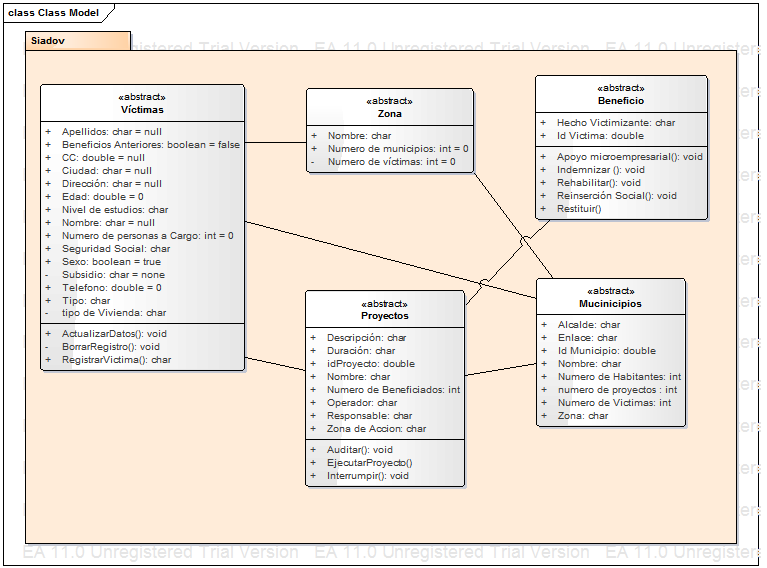 class Class Model
Siadov
EA 11.0 Unregistered Trial Version EA 11.0 Unregistered Trial Version
«abstract»
Víctimas
+ Apellidos: char = null
+ Beneficios Anteriores: boolean = false
+ CC: double = null
+ Ciudad: char = null
+ Dirección: char = null
+ Edad: double = 0
+ Nivel de estudios: char
+ Nombre: char = null
+ Numero de personas a Cargo: int = 0
+ Seguridad Social: char
+ Sexo: boolean = true
- Subsidio: char = none
+ Telefono: double = 0
+ Tipo: char
- tipo de Vivienda: char
+ ActualizarDatos(): void
- BorrarRegistro(): void
+ RegistrarVictima(): char
«abstract»
Zona
+ Nombre: char
+ Numero de municipios: int = 0
- Numero de víctimas: int = 0
«abstract»
Beneficio
+ Hecho Victimizante: char
+ Id Victima: double
+ Apoyo microempresarial(): void
+ Indemnizar (): void
+ Rehabilitar(): void
+ Reinserción Social(): void
+ Restituir()
«abstract»
Proyectos
+ Descripción: char
+ Duración: char
+ idProyecto: double
+ Nombre: char
+ Numero de Beneficiados: int
+ Operador: char
+ Responsable: char
+ Zona de Accion: char
+ Auditar(): void
+ EjecutarProyecto()
+ Interrumpir(): void
«abstract»
Mucinicipios
+ Alcalde: char
+ Enlace: char
+ Id Municipio: double
+ Nombre: char
+ Numero de Habitantes: int
+ numero de proyectos : int
+ Numero de Victimas: int
+ Zona: char
EA 11.0 Unregistered Trial Version EA 11.0 Unregistered Trial Version